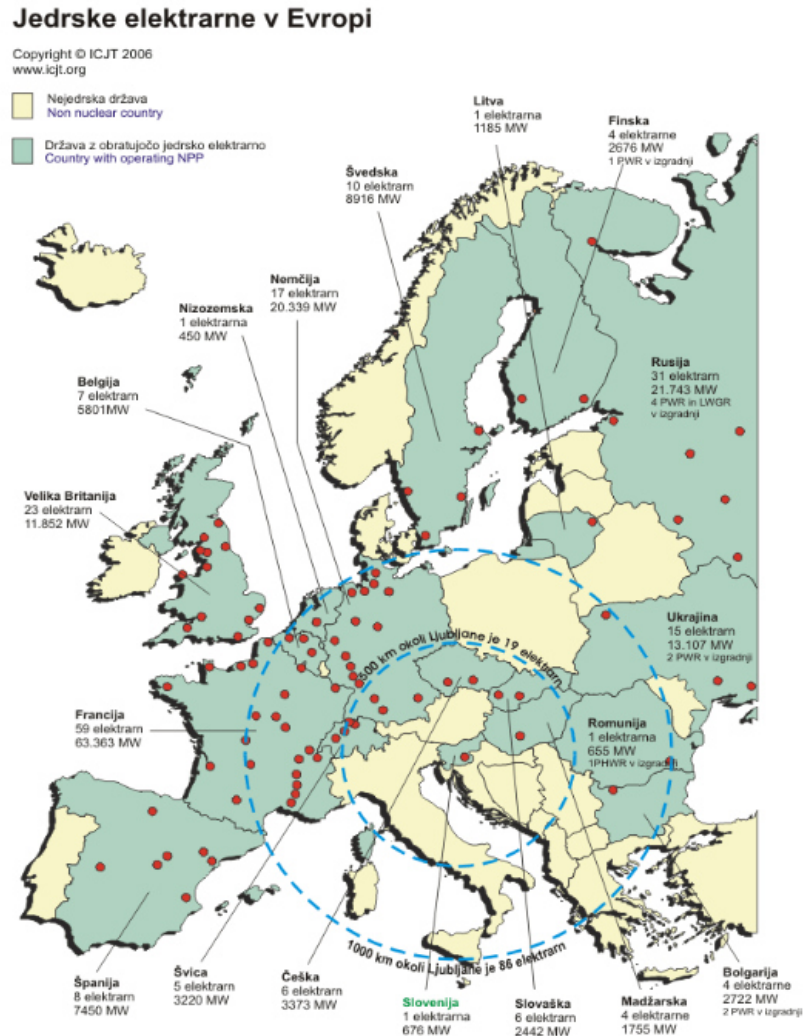 Jedrske elektrarne v Evropi
Copyright © ICJT 2006
www.icjt.org
Nejedrska država
Non nuclear country
Država z obratujočo jedrsko elektrarno
Country with operating NPP
Litva
1 elektrarna
1185 MW
Finska
4 elektrarne
2676 MW
1 PWR v izgradnji
Švedska
10 elektrarn
8916 MW
Nemčija
17 elektrarn
20.339 MW
Nizozemska
1 elektrarna
450 MW
Rusija
31 elektrarn
21.743 MW
4 PWR in LWGR
v izgradnji
Belgija
7 elektrarn
5801MW
Velika Britanija
23 elektrarn
11.852 MW
Ukrajina
15 elektrarn
13.107 MW
2 PWR v izgradnji
500 km okoli Ljubljane je 19 elektrarn
Francija
59 elektrarn
63.363 MW
Romunija
1 elektrarna
655 MW
1PHWR v izgradnji
1000 km okoli Ljubljane je 86 elektrarn
Španija
8 elektrarn
7450 MW
Švica
5 elektrarn
3220 MW
Češka
6 elektrarn
3373 MW
Slovenija
1 elektrarna
676 MW
Slovaška
6 elektrarn
2442 MW
Madžarska
4 elektrarne
1755 MW
Bolgarija
4 elektrarne
2722 MW
2 PWR v izgradnji